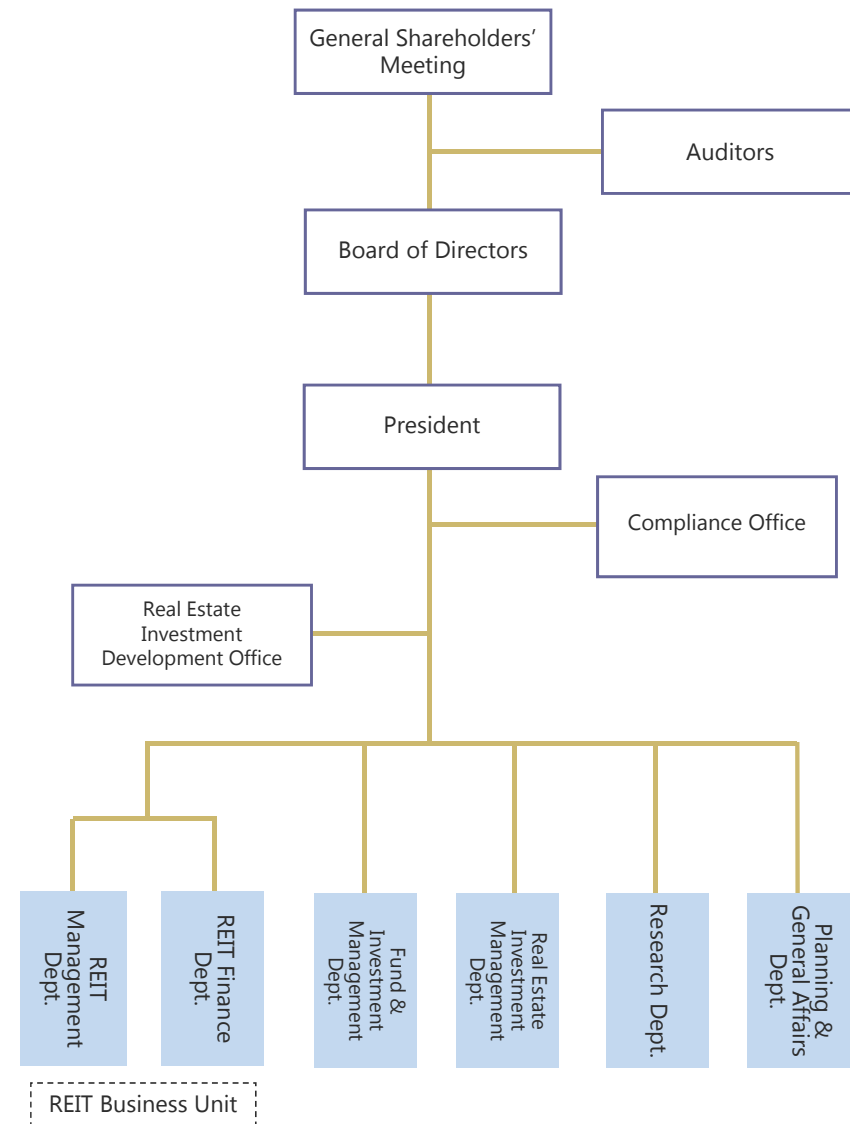 General Shareholders’
Meeting
Auditors
Board of Directors
President
Compliance Office
Real Estate
Investment
Development Office
REIT
Management
Dept.
REIT Finance
Dept.
Fund &
Investment
Management
Dept.
Real Estate
Investment
Management
Dept.
Research Dept.
Planning &
General Affairs
Dept.
REIT Business Unit